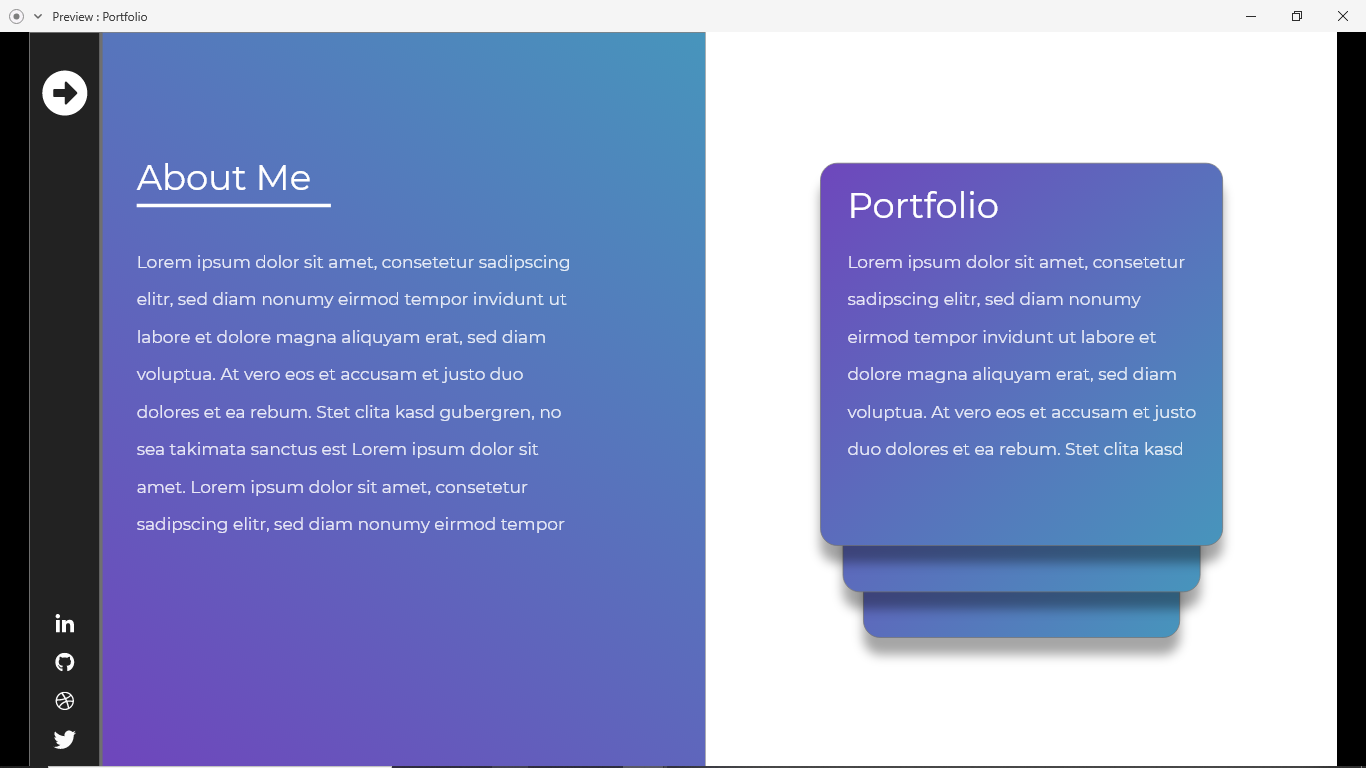 Preview : Portfolio
About Me
Lorem ipsum dolor sit amet, consetetur sadipscing
elitr, sed diam nonumy eirmod tempor invidunt ut
labore et dolore magna aliquyam erat, sed diam
voluptua. At vero eos et accusam et justo duo
dolores et ea rebum. Stet clita kasd gubergren, no
sea takimata sanctus est Lorem ipsum dolor sit
amet. Lorem ipsum dolor sit amet, consetetur
sadipscing elitr, sed diam nonumy eirmod tempor
Portfolio
Lorem ipsum dolor sit amet, consetetur
sadipscing elitr, sed diam nonumy
eirmod tempor invidunt ut labore et
dolore magna aliquyam erat, sed diam
voluptua. At vero eos et accusam et justo
duo dolores et ea rebum. Stet clita kasd
in